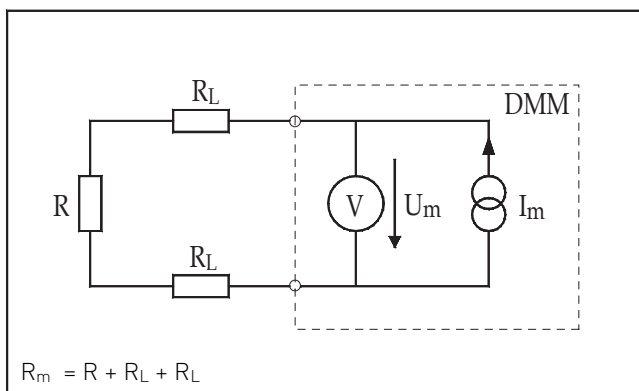 R_L
DMM
R
V
U_m
I_m
R_L
R_m = R + R_L + R_L